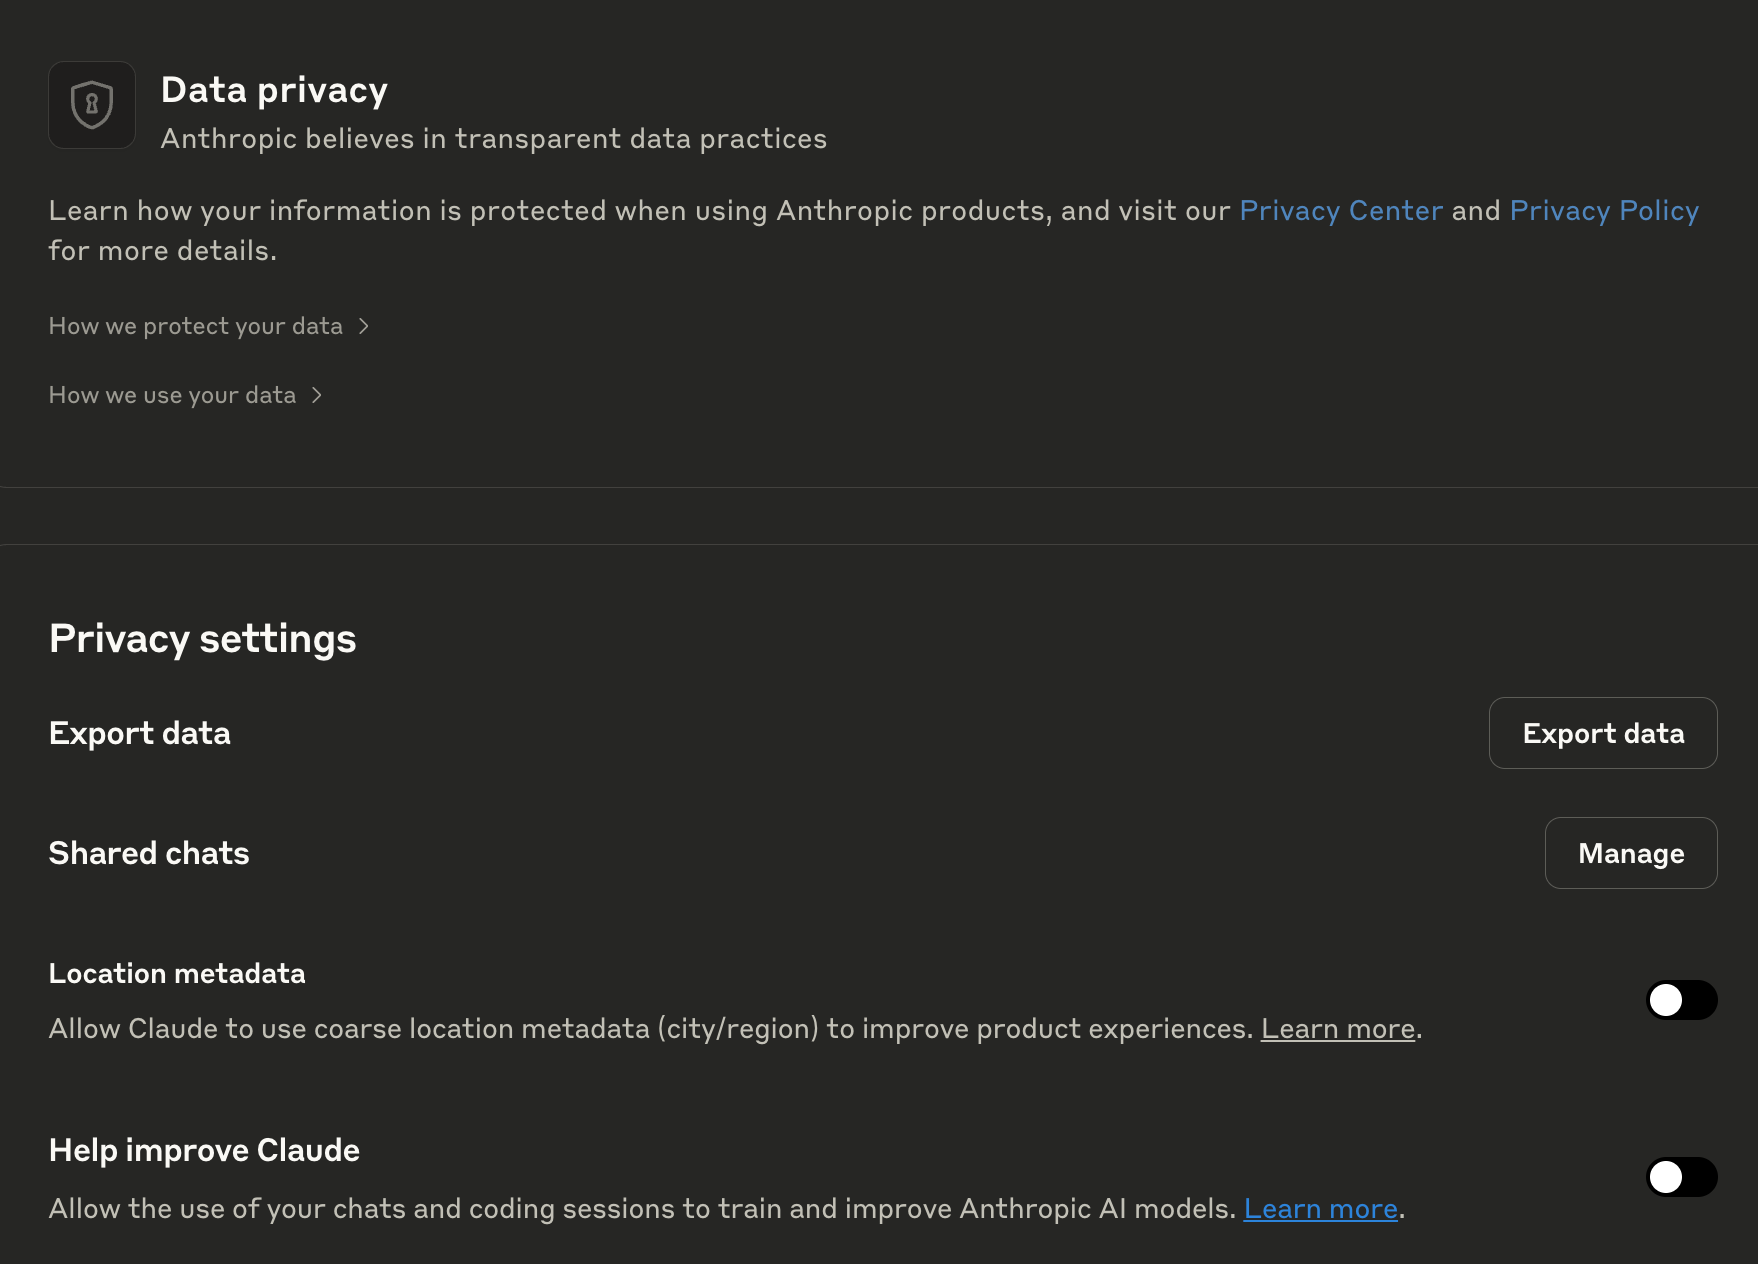 Data privacy
Anthropic believes in transparent data practices
Learn how your information is protected when using Anthropic products, and visit our Privacy Center and Privacy Policy
for more details.
How we protect your data
How we use your data
Privacy settings
Export data
Export data
Shared chats
Manage
Location metadata
Allow Claude to use coarse location metadata (city/region) to improve product experiences. Learn more.
Help improve Claude
Allow the use of your chats and coding sessions to train and improve Anthropic AI models. Learn more.